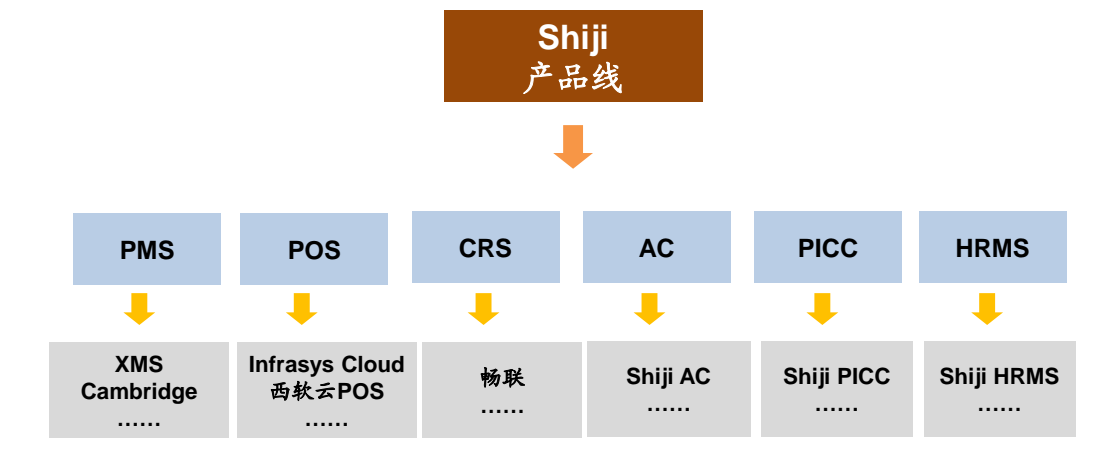 Shiji
产品线
PMS
POS
CRS
AC
PICC
HRMS
XMS
Cambridge
……
Infrasys Cloud
西软云POS
……
畅联
……
Shiji AC
……
Shiji PICC
……
Shiji HRMS
……